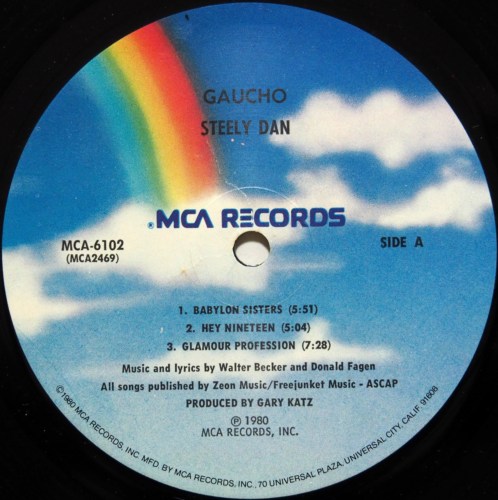 GAUCHO
STEELY DAN
® MCA RECORDS
MCA-6102
(MCA2469)
SIDE A
1. BABYLON SISTERS (5:51)
2. HEY NINETEEN (5:04)
3. GLAMOUR PROFESSION (7:28)
Music and lyrics by Walter Becker and Donald Fagen
All songs published by Zeon Music/Freejunket Music - ASCAP
PRODUCED BY GARY KATZ
℗ 1980
MCA RECORDS, INC.
©1980 MCA RECORDS, INC. MFD. BY MCA RECORDS, INC., 70 UNIVERSAL PLAZA, UNIVERSAL CITY, CALIF. 91608